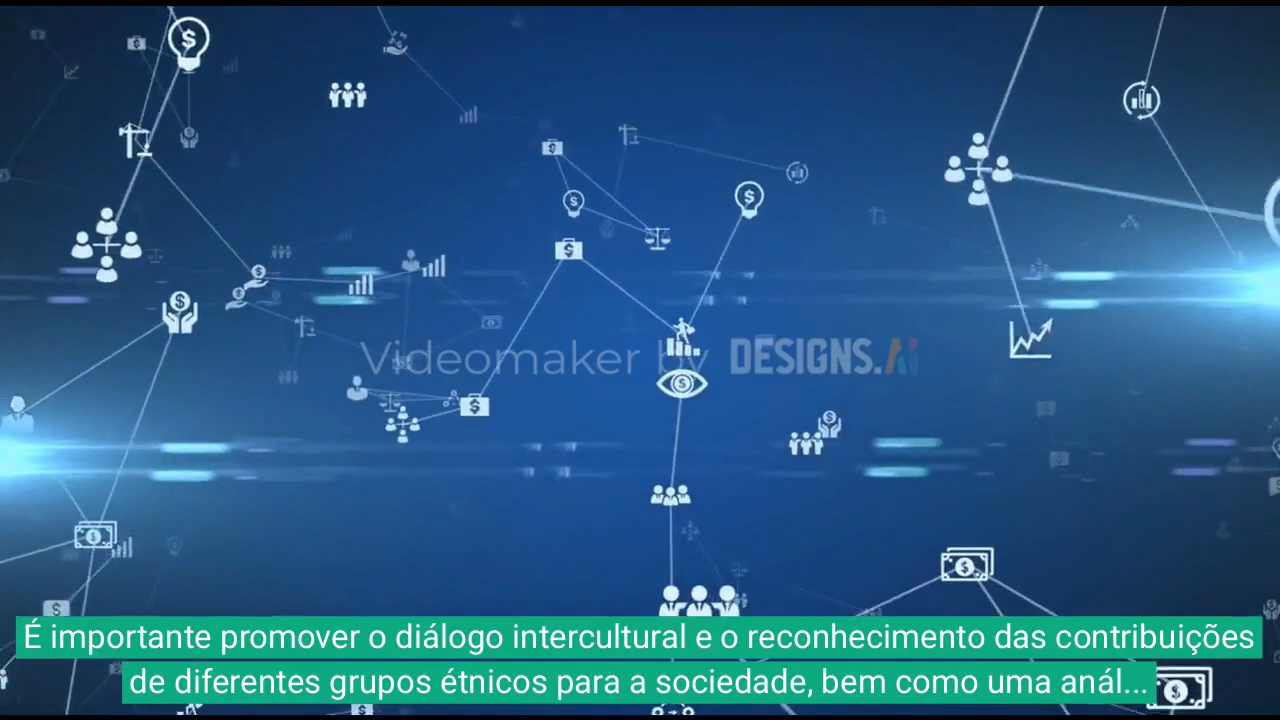 Videomaker by DESIGNS.AI
É importante promover o diálogo intercultural e o reconhecimento das contribuições
de diferentes grupos étnicos para a sociedade, bem como uma anál...